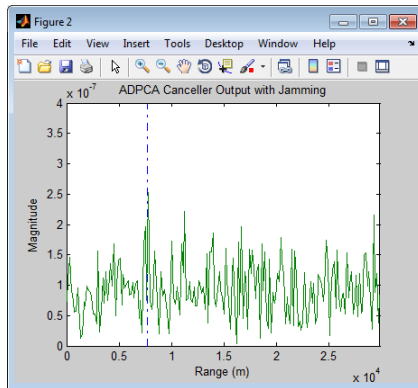 Figure 2
File Edit View Insert Tools Desktop Window Help
x 10^-7
ADPCA Canceller Output with Jamming
4
3.5
3
2.5
2
1.5
1
0.5
0
Magnitude
0 0.5 1 1.5 2 2.5
Range (m)
x 10^4